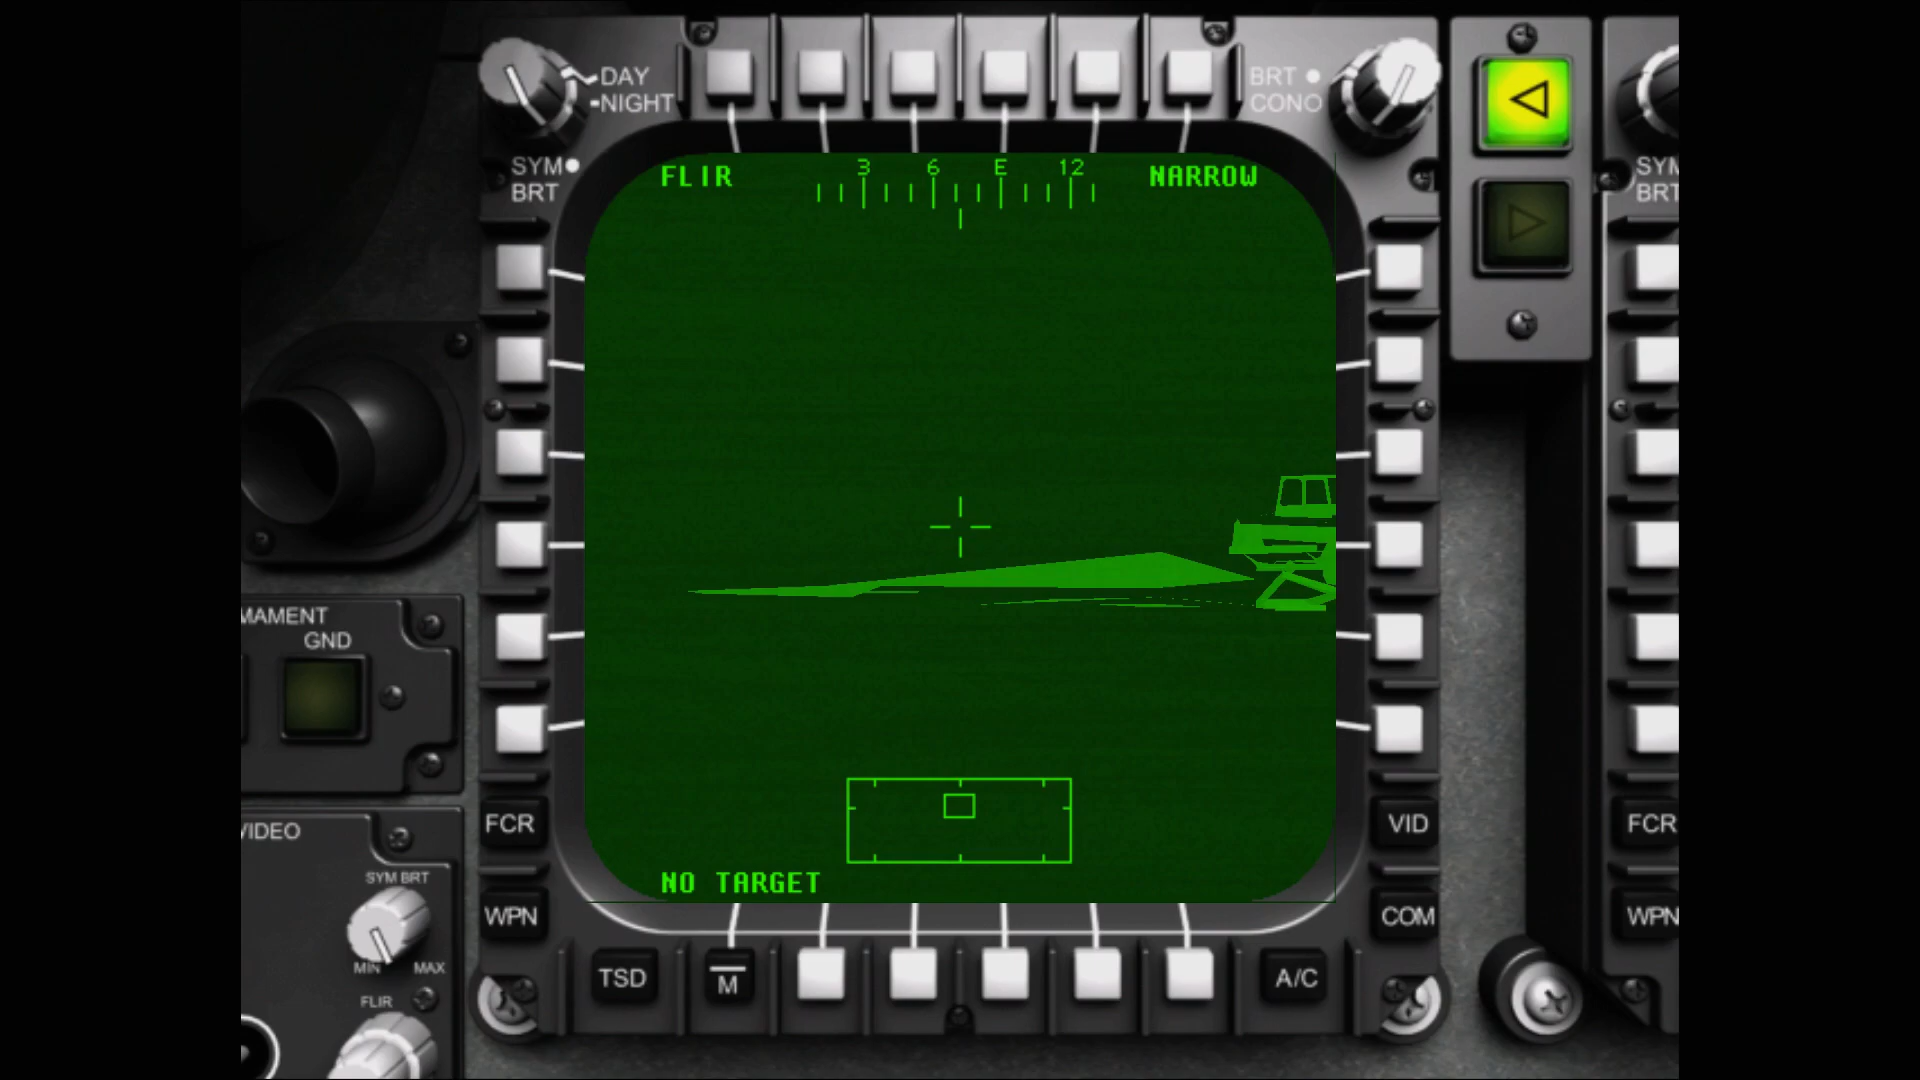 DAY
NIGHT
BRT
CONO
SYM
BRT
SYM
BRT
FLIR
3 6 E 12
NARROW
MAMENT
GND
FCR
VID
FCR
VIDEO
SYM BRT
NO TARGET
WPN
COM
WPN
MIN MAX
TSD
M
A/C
FLIR